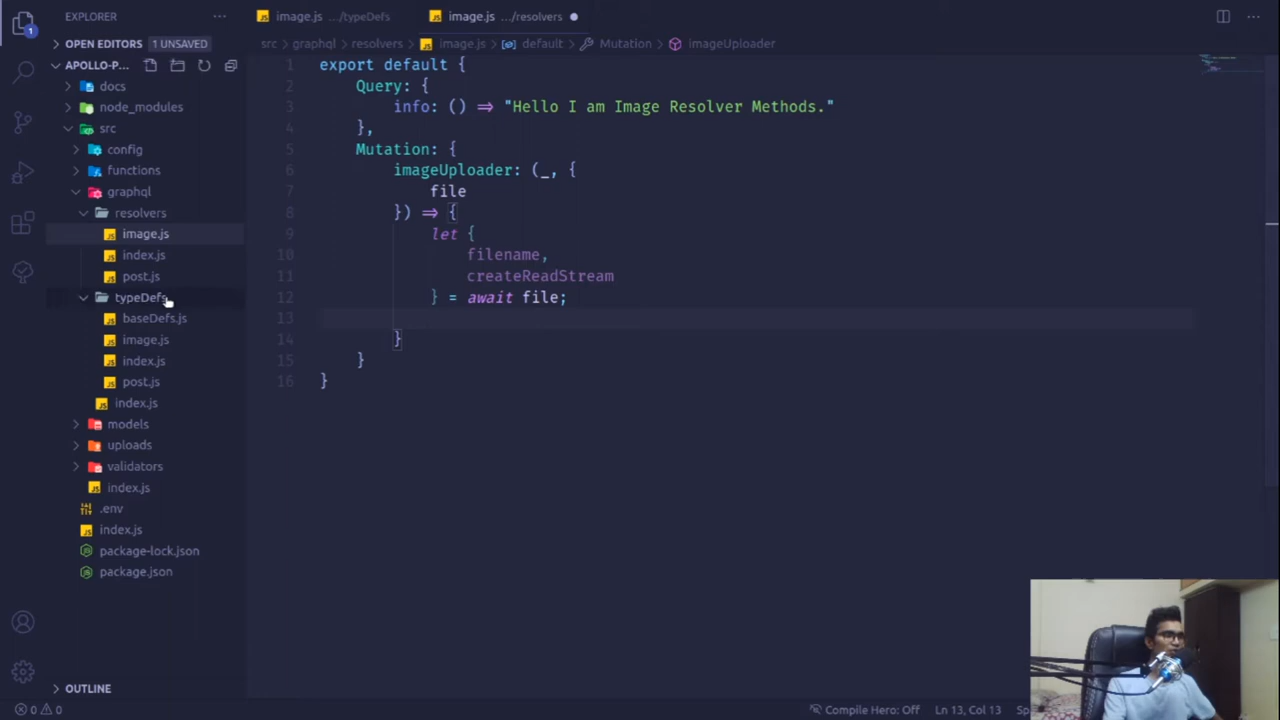 EXPLORER
OPEN EDITORS 1 UNSAVED
APOLLO-P...
docs
node_modules
src
config
functions
graphql
resolvers
image.js
index.js
post.js
typeDefs
baseDefs.js
image.js
index.js
post.js
index.js
models
uploads
validators
index.js
.env
index.js
package-lock.json
package.json
OUTLINE
1
image.js .../typeDefs
image.js .../resolvers
src > graphql > resolvers > image.js > default > Mutation > imageUploader
1 export default {
2 Query: {
3 info: () => "Hello I am Image Resolver Methods."
4 },
5 Mutation: {
6 imageUploader: (_, {
7 file
8 }) => {
9 let {
10 filename,
11 createReadStream
12 } = await file;
13
14 }
15 }
16 }
0 0
Compile Hero: Off
Ln 13, Col 13